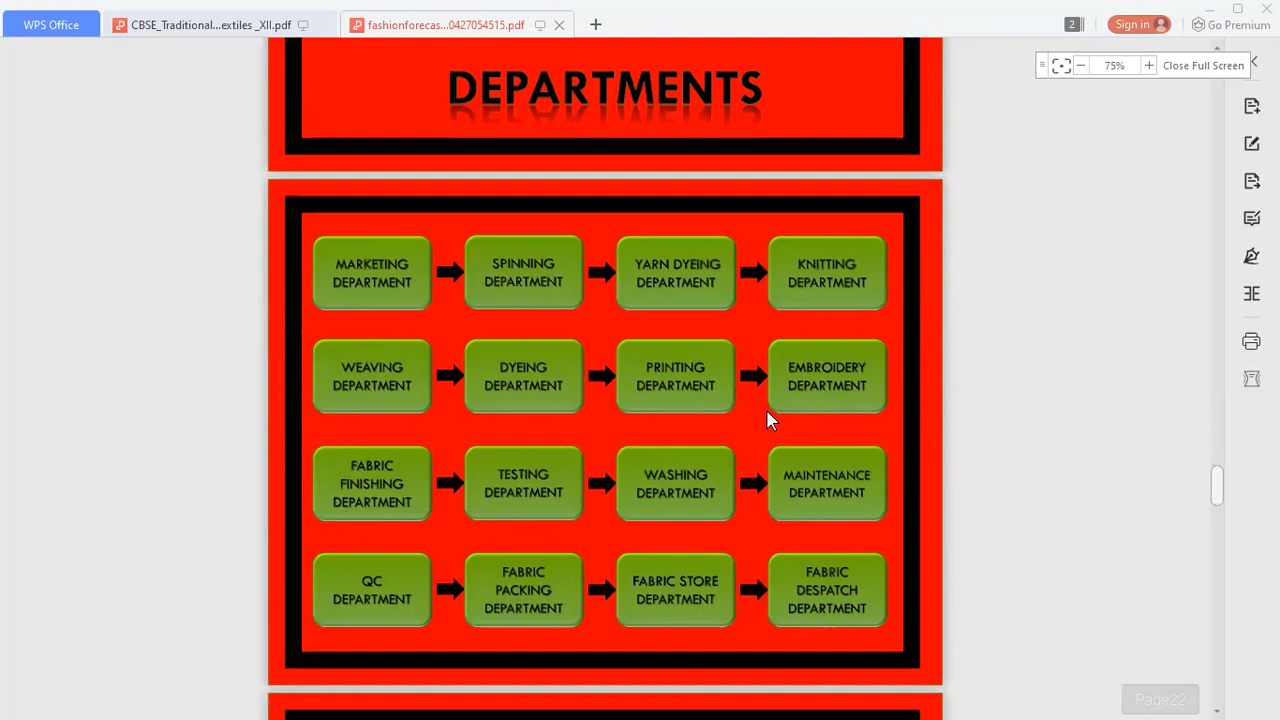 WPS Office
CBSE_Traditional...extiles _XII.pdf
fashionforecas...0427054515.pdf
2
Sign in
Go Premium
75%
Close Full Screen
DEPARTMENTS
MARKETING
DEPARTMENT
SPINNING
DEPARTMENT
YARN DYEING
DEPARTMENT
KNITTING
DEPARTMENT
WEAVING
DEPARTMENT
DYEING
DEPARTMENT
PRINTING
DEPARTMENT
EMBROIDERY
DEPARTMENT
FABRIC
FINISHING
DEPARTMENT
TESTING
DEPARTMENT
WASHING
DEPARTMENT
MAINTENANCE
DEPARTMENT
QC
DEPARTMENT
FABRIC
PACKING
DEPARTMENT
FABRIC STORE
DEPARTMENT
FABRIC
DESPATCH
DEPARTMENT
Page22